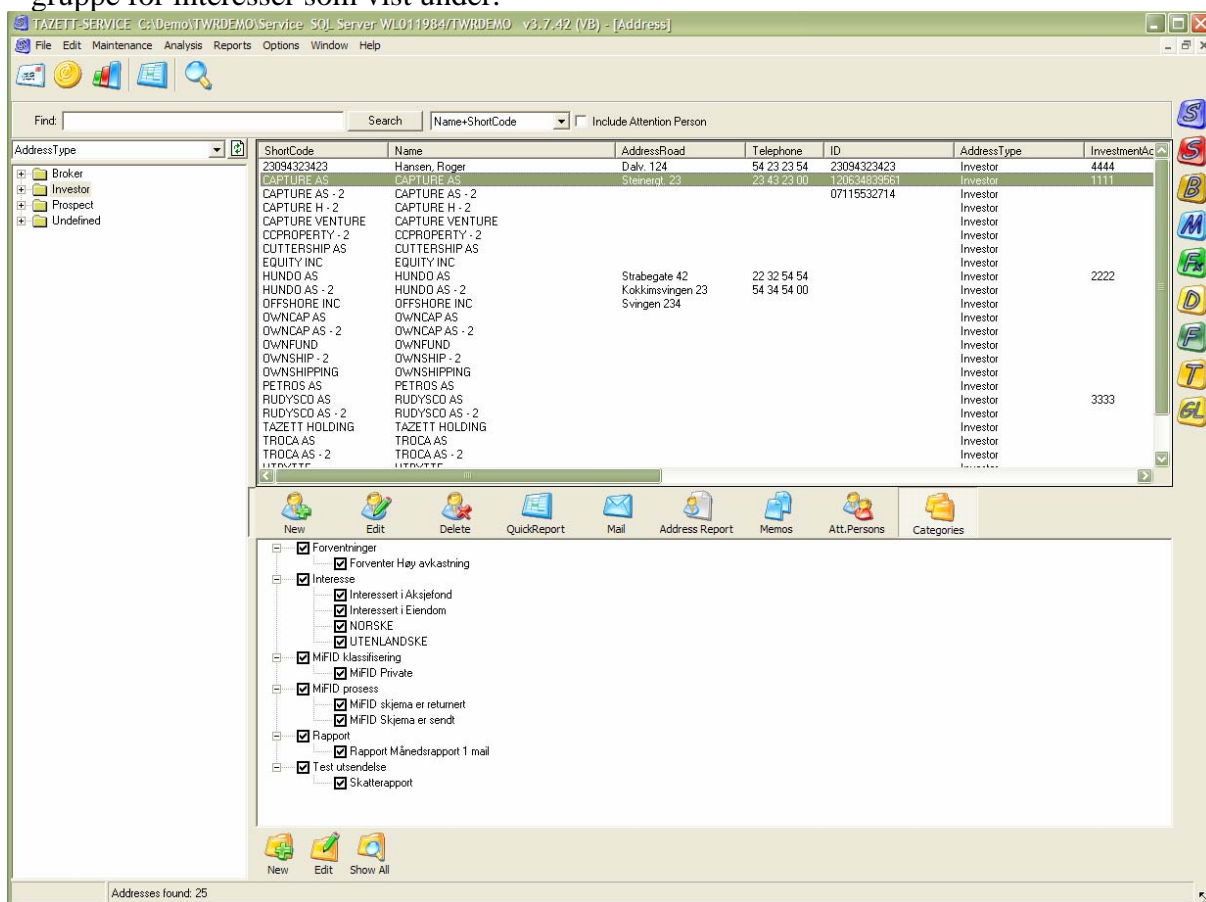 gruppe for interesser som vist under:
TAZETT-SERVICE C:\Demo\TWRDEMO\Service SQL Server WL011984/TWRDEMO v3.7.42 (VB) - [Address]
File Edit Maintenance Analysis Reports Options Window Help
Find: Search Name+ShortCode Include Attention Person
AddressType
Broker
Investor
Prospect
Undefined
ShortCode Name AddressRoad Telephone ID AddressType InvestmentAc
23094323423 Hansen, Roger Dalv. 124 54 23 23 54 23094323423 Investor 4444
CAPTURE AS CAPTURE AS Steinergt. 23 23 43 23 00 120634839561 Investor 1111
CAPTURE AS - 2 CAPTURE AS - 2 07115532714 Investor
CAPTURE H - 2 CAPTURE H - 2 Investor
CAPTURE VENTURE CAPTURE VENTURE Investor
CCPROPERTY - 2 CCPROPERTY - 2 Investor
CUTTERSHIP AS CUTTERSHIP AS Investor
EQUITY INC EQUITY INC Investor
HUNDO AS HUNDO AS Strabegate 42 22 32 54 54 Investor 2222
HUNDO AS - 2 HUNDO AS - 2 Kokkimsvingen 23 54 34 54 00 Investor
OFFSHORE INC OFFSHORE INC Svingen 234 Investor
OWNCAP AS OWNCAP AS Investor
OWNCAP AS - 2 OWNCAP AS - 2 Investor
OWNFUND OWNFUND Investor
OWNSHIP - 2 OWNSHIP - 2 Investor
OWNSHIPPING OWNSHIPPING Investor
PETROS AS PETROS AS Investor
RUDYSCO AS RUDYSCO AS Investor 3333
RUDYSCO AS - 2 RUDYSCO AS - 2 Investor
TAZETT HOLDING TAZETT HOLDING Investor
TROCA AS TROCA AS Investor
TROCA AS - 2 TROCA AS - 2 Investor
New Edit Delete QuickReport Mail Address Report Memos Att.Persons Categories
Forventninger
Forventer Høy avkastning
Interesse
Interessert i Aksjefond
Interessert i Eiendom
NORSKE
UTENLANDSKE
MiFID klassifisering
MiFID Private
MiFID prosess
MiFID skjema er returnert
MiFID Skjema er sendt
Rapport
Rapport Månedsrapport 1 mail
Test utsendelse
Skatterapport
New Edit Show All
Addresses found: 25
S
S
B
M
Fx
D
F
T
GL